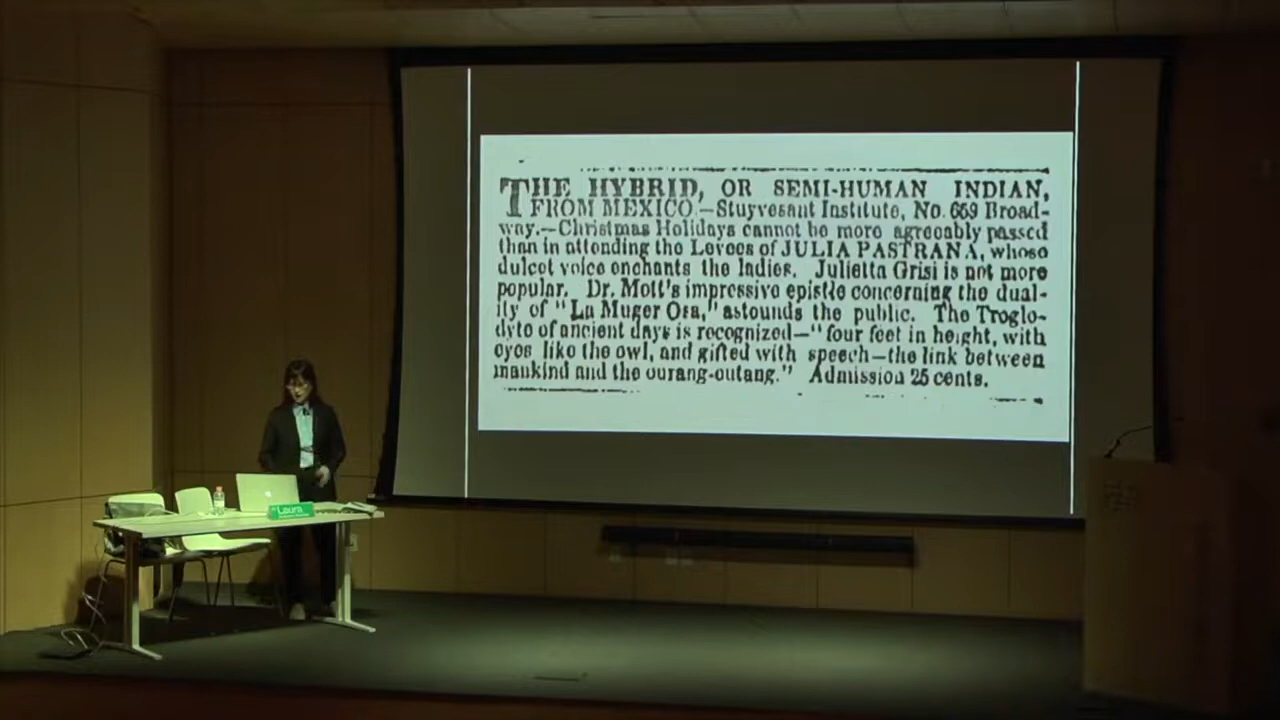 THE HYBRID, OR SEMI-HUMAN INDIAN,
FROM MEXICO.—Stuyvesant Institute, No. 659 Broad-
way.—Christmas Holidays cannot be more agreeably passed
than in attending the Levees of JULIA PASTRANA, whose
dulcet voice enchants the ladies. Julietta Grisi is not more
popular. Dr. Mott's impressive epistle concerning the dual-
ity of "La Muger Osa," astounds the public. The Troglo-
dyte of ancient days is recognized—"four feet in height, with
eyes like the owl, and gifted with speech—the link between
mankind and the ourang-outang." Admission 25 cents.
Laura